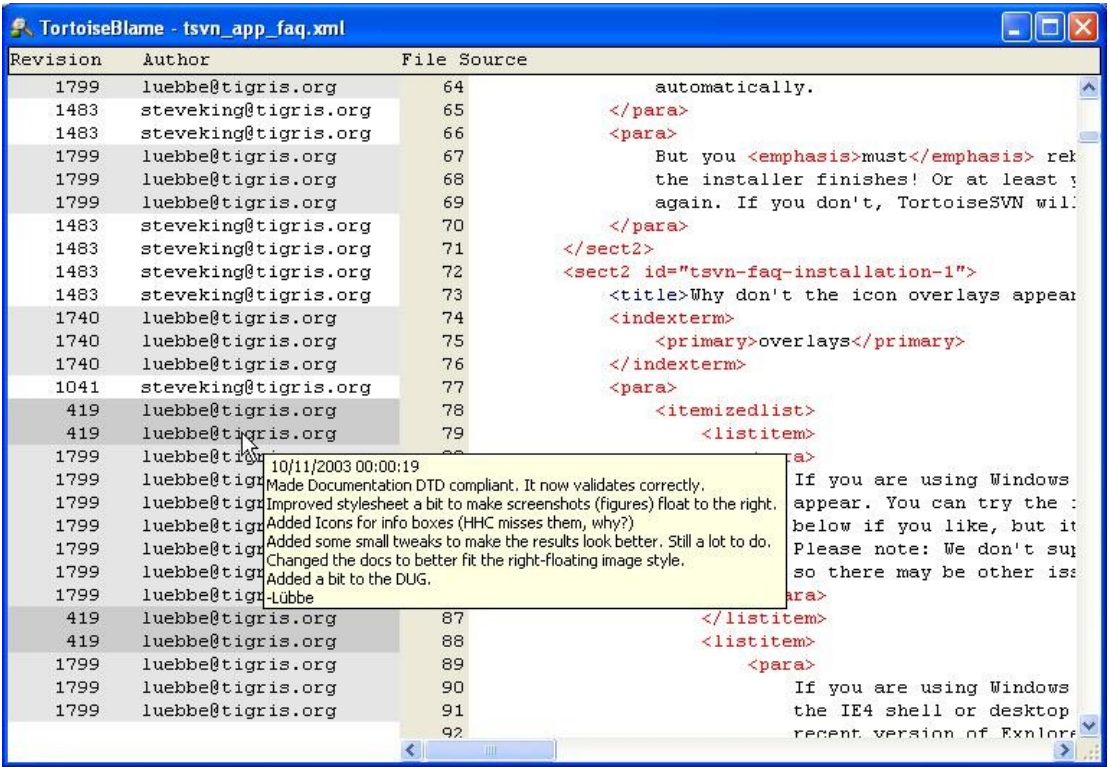 TortoiseBlame - tsvn_app_faq.xml
Revision Author File Source
1799 luebbe@tigris.org 64 automatically.
1483 steveking@tigris.org 65 </para>
1483 steveking@tigris.org 66 <para>
1799 luebbe@tigris.org 67 But you <emphasis>must</emphasis>
1799 luebbe@tigris.org 68 the installer finishes! Or at least
1799 luebbe@tigris.org 69 again. If you don't, TortoiseSVN
1483 steveking@tigris.org 70 </para>
1483 steveking@tigris.org 71 </sect2>
1483 steveking@tigris.org 72 <sect2 id="tsvn-faq-installation-1">
1483 steveking@tigris.org 73 <title>Why don't the icon overlays appear
1740 luebbe@tigris.org 74 <indexterm>
1740 luebbe@tigris.org 75 <primary>overlays</primary>
1740 luebbe@tigris.org 76 </indexterm>
1041 steveking@tigris.org 77 <para>
419 luebbe@tigris.org 78 <itemizedlist>
419 luebbe@tigris.org 79 <listitem>
1799
1799 If you are using Windows
1799 appear. You can try the
1799 below if you like, but it
1799 Please note: We don't
1799 so there may be other
1799
10/11/2003 00:00:19
Made Documentation DTD compliant. It now validates correctly.
Improved stylesheet a bit to make screenshots (figures) float to the right.
Added Icons for info boxes (HHC misses them, why?)
Added some small tweaks to make the results look better. Still a lot to do.
Changed the docs to better fit the right-floating image style.
Added a bit to the DUG.
-Lübbe
419 luebbe@tigris.org 87 </listitem>
419 luebbe@tigris.org 88 <listitem>
1799 luebbe@tigris.org 89 <para>
1799 luebbe@tigris.org 90 If you are using Windows
1799 luebbe@tigris.org 91 the IE4 shell or desktop
92 recent version of